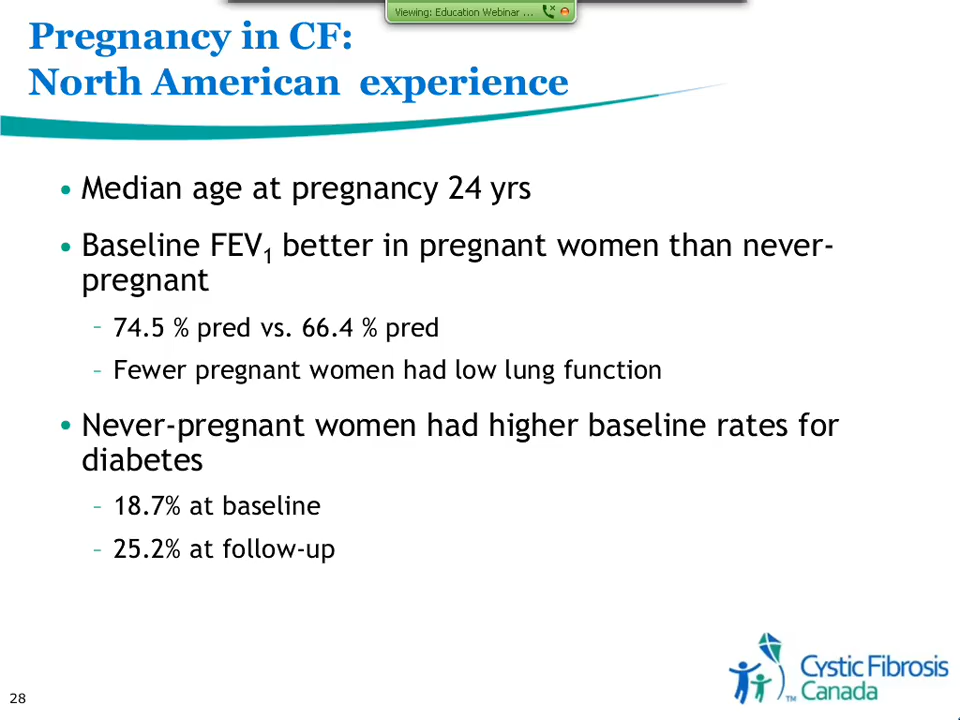 Viewing: Education Webinar ...
Pregnancy in CF:
North American experience
• Median age at pregnancy 24 yrs
• Baseline FEV1 better in pregnant women than never-
pregnant
- 74.5 % pred vs. 66.4 % pred
- Fewer pregnant women had low lung function
• Never-pregnant women had higher baseline rates for
diabetes
- 18.7% at baseline
- 25.2% at follow-up
Cystic Fibrosis
TM Canada
28